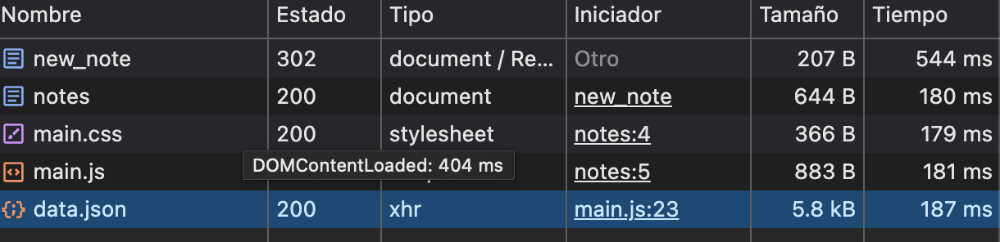 Nombre Estado Tipo Iniciador Tamaño Tiempo
new_note 302 document / Re... Otro 207 B 544 ms
notes 200 document new_note 644 B 180 ms
main.css 200 stylesheet notes:4 366 B 179 ms
DOMContentLoaded: 404 ms
main.js notes:5 883 B 181 ms
data.json 200 xhr main.js:23 5.8 kB 187 ms